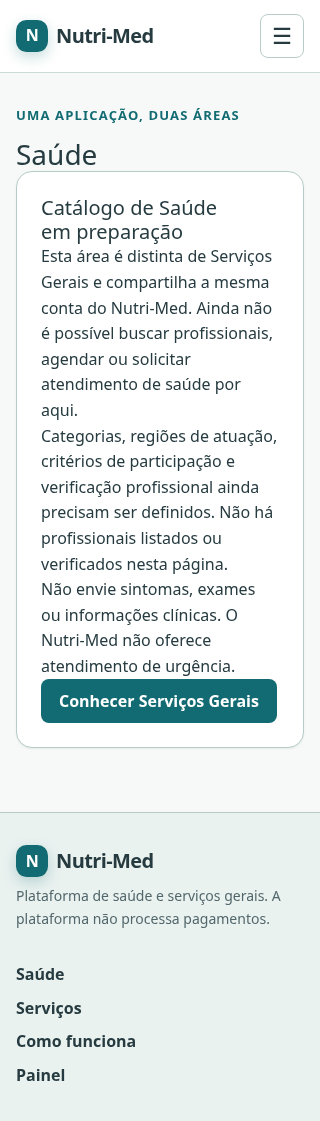 N Nutri-Med ☰
UMA APLICAÇÃO, DUAS ÁREAS
Saúde
Catálogo de Saúde
em preparação
Esta área é distinta de Serviços
Gerais e compartilha a mesma
conta do Nutri-Med. Ainda não
é possível buscar profissionais,
agendar ou solicitar
atendimento de saúde por
aqui.
Categorias, regiões de atuação,
critérios de participação e
verificação profissional ainda
precisam ser definidos. Não há
profissionais listados ou
verificados nesta página.
Não envie sintomas, exames
ou informações clínicas. O
Nutri-Med não oferece
atendimento de urgência.
Conhecer Serviços Gerais
N Nutri-Med
Plataforma de saúde e serviços gerais. A
plataforma não processa pagamentos.
Saúde
Serviços
Como funciona
Painel